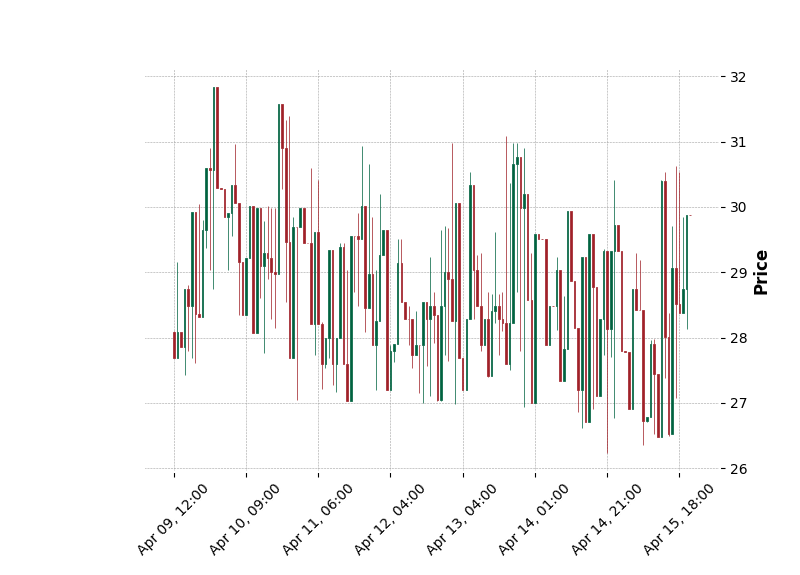 32
31
30
29
28
27
26
Price
Apr 09, 12:00
Apr 10, 09:00
Apr 11, 06:00
Apr 12, 04:00
Apr 13, 04:00
Apr 14, 01:00
Apr 14, 21:00
Apr 15, 18:00